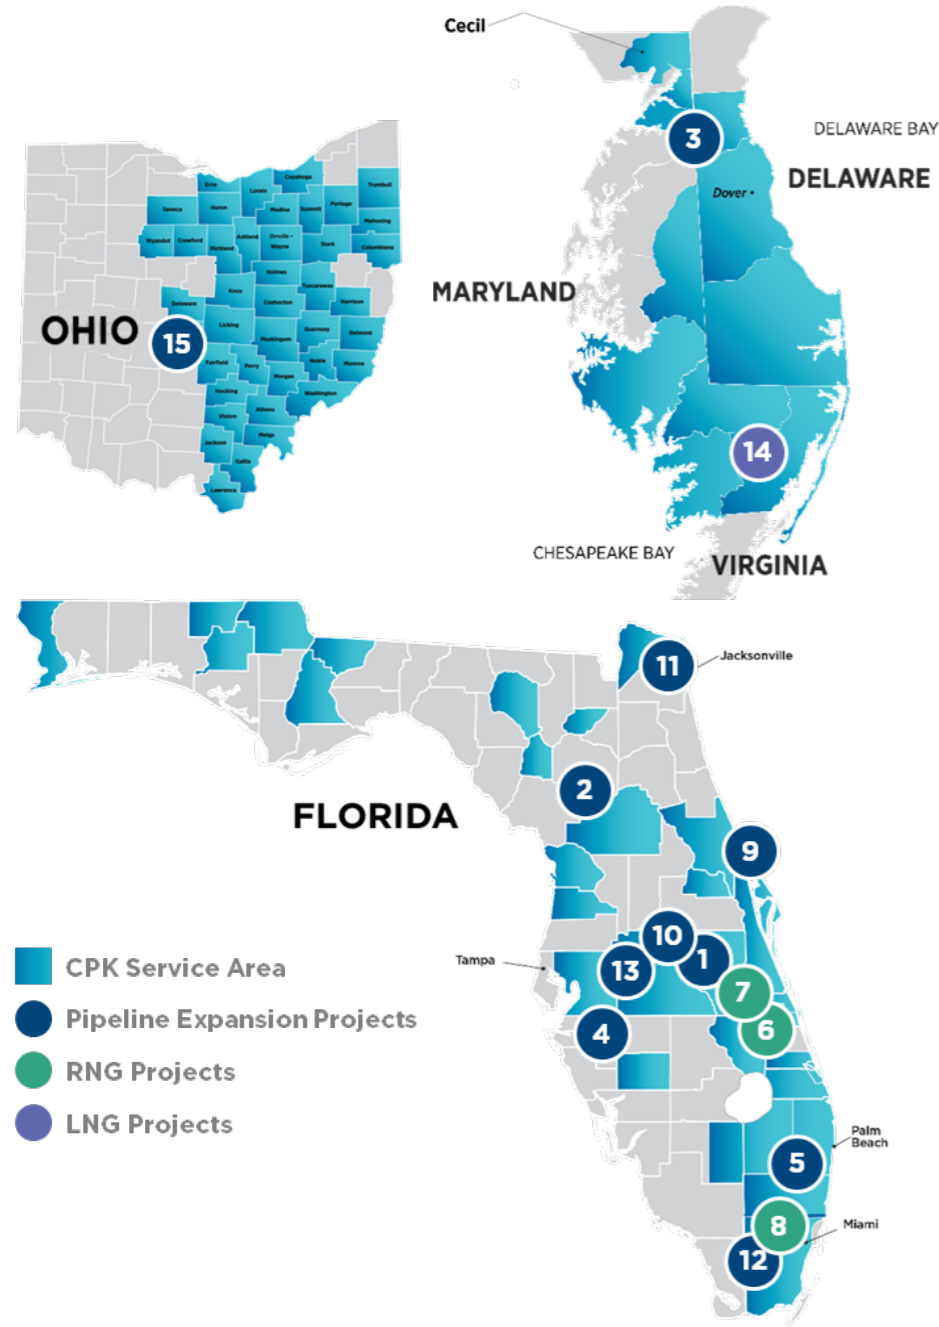 Cecil
DELAWARE BAY
3
DELAWARE
Dover
MARYLAND
14
CHESAPEAKE BAY
VIRGINIA
Cuyahoga
Erie
Lorain
Trumbull
Seneca
Huron
Medina
Summit
Portage
Mahoning
Wyandot
Crawford
Richland
Ashland
Orrville
Wayne
Stark
Columbiana
Holmes
Tuscarawas
Knox
Coshocton
Harrison
Delaware
Licking
Muskingum
Guernsey
Belmont
OHIO
15
Fairfield
Perry
Noble
Monroe
Morgan
Hocking
Washington
Vinton
Athens
Jackson
Meigs
Gallia
Lawrence
11
Jacksonville
2
FLORIDA
9
10
1
13
Tampa
7
6
4
Palm
Beach
5
8
Miami
12
CPK Service Area
Pipeline Expansion Projects
RNG Projects
LNG Projects